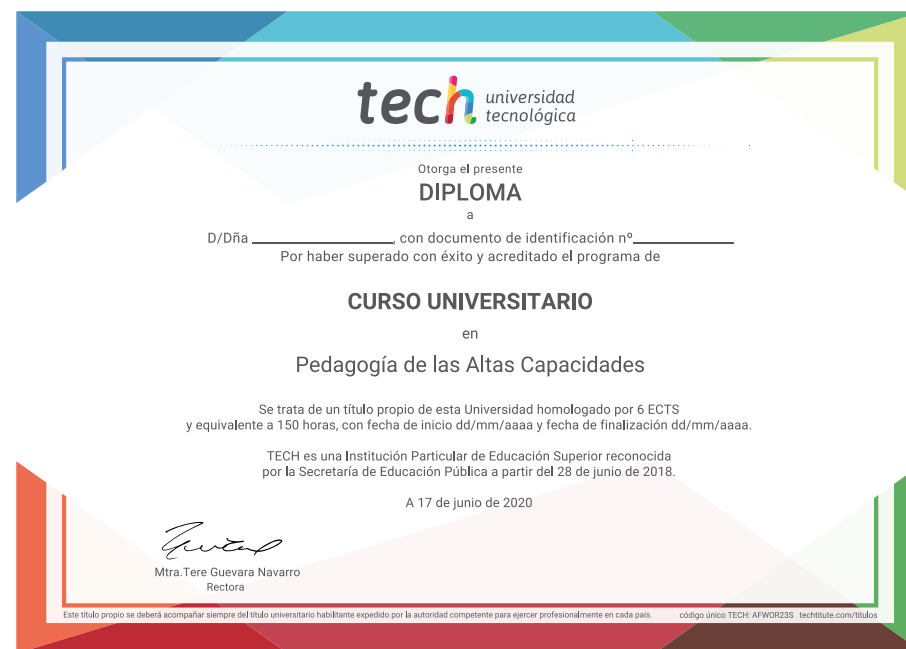 tech universidad
tecnológica
Otorga el presente
DIPLOMA
a
D/Dña ____________________, con documento de identificación nº______________
Por haber superado con éxito y acreditado el programa de
CURSO UNIVERSITARIO
en
Pedagogía de las Altas Capacidades
Se trata de un título propio de esta Universidad homologado por 6 ECTS
y equivalente a 150 horas, con fecha de inicio dd/mm/aaaa y fecha de finalización dd/mm/aaaa.
TECH es una Institución Particular de Educación Superior reconocida
por la Secretaría de Educación Pública a partir del 28 de junio de 2018.
A 17 de junio de 2020
Mtra.Tere Guevara Navarro
Rectora
Este título propio se deberá acompañar siempre del título universitario habilitante expedido por la autoridad competente para ejercer profesionalmente en cada país. código único TECH: AFWOR23S techtitute.com/titulos